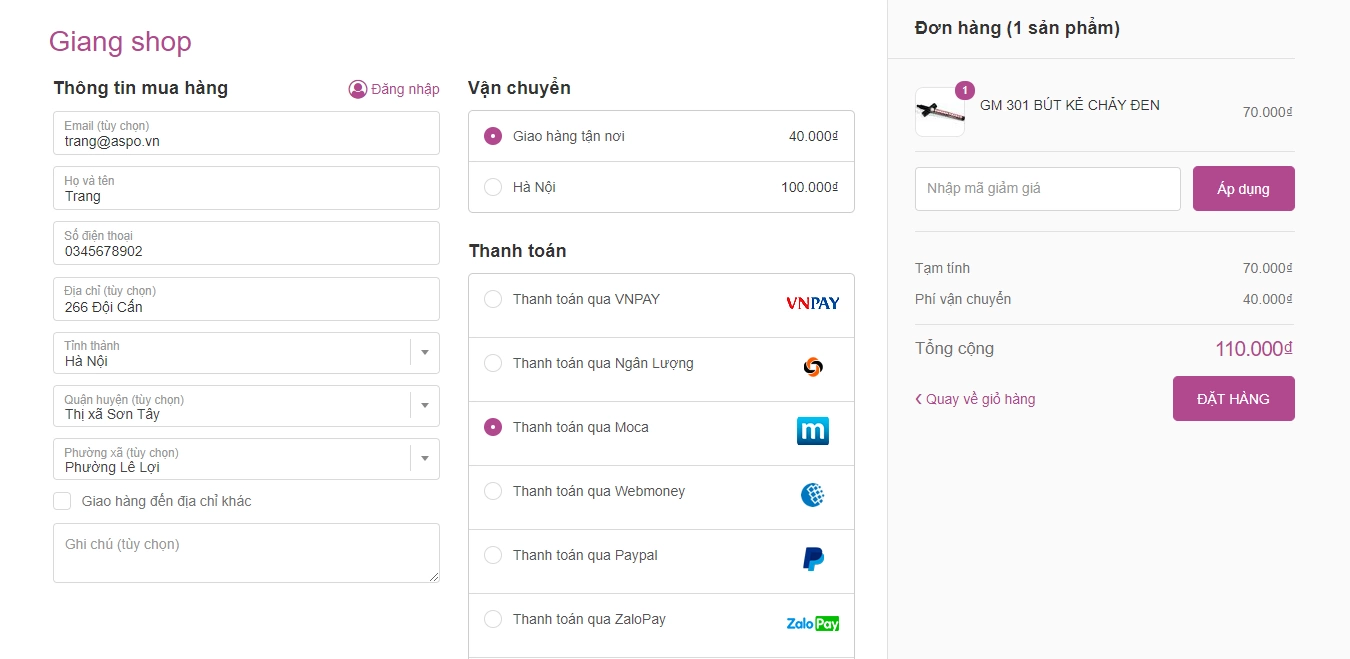 Giang shop
Thông tin mua hàng
Đăng nhập
Email (tùy chọn)
trang@aspo.vn
Họ và tên
Trang
Số điện thoại
0345678902
Địa chỉ (tùy chọn)
266 Đội Cấn
Tỉnh thành
Hà Nội
Quận huyện (tùy chọn)
Thị xã Sơn Tây
Phường xã (tùy chọn)
Phường Lê Lợi
Giao hàng đến địa chỉ khác
Ghi chú (tùy chọn)
Vận chuyển
Giao hàng tận nơi 40.000₫
Hà Nội 100.000₫
Thanh toán
Thanh toán qua VNPAY VNPAY
Thanh toán qua Ngân Lượng
Thanh toán qua Moca m
Thanh toán qua Webmoney
Thanh toán qua Paypal
Thanh toán qua ZaloPay Zalo Pay
Đơn hàng (1 sản phẩm)
1
GM 301 BÚT KẺ CHẢY ĐEN 70.000₫
Nhập mã giảm giá
Áp dụng
Tạm tính 70.000₫
Phí vận chuyển 40.000₫
Tổng cộng 110.000₫
‹ Quay về giỏ hàng
ĐẶT HÀNG